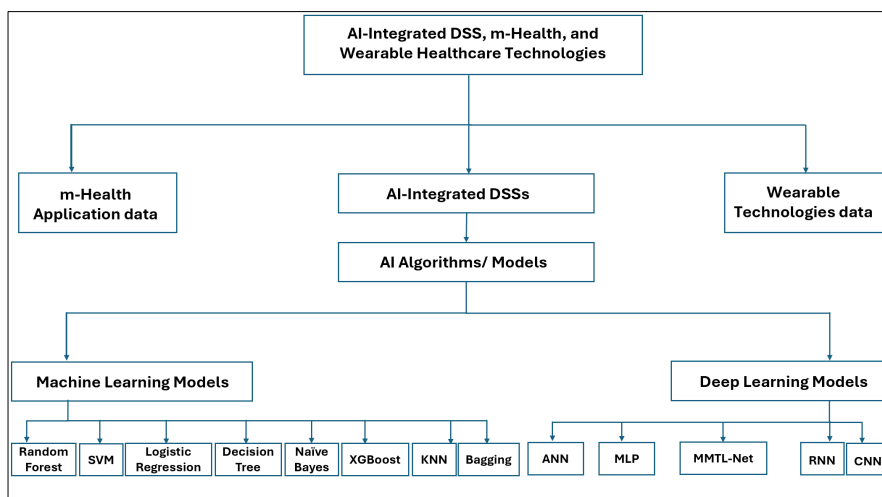 AI-Integrated DSS, m-Health, and
Wearable Healthcare Technologies
m-Health
Application data
AI-Integrated DSSs
Wearable
Technologies data
AI Algorithms/ Models
Machine Learning Models
Deep Learning Models
Random
Forest
SVM
Logistic
Regression
Decision
Tree
Naïve
Bayes
XGBoost
KNN
Bagging
ANN
MLP
MMTL-Net
RNN
CNN